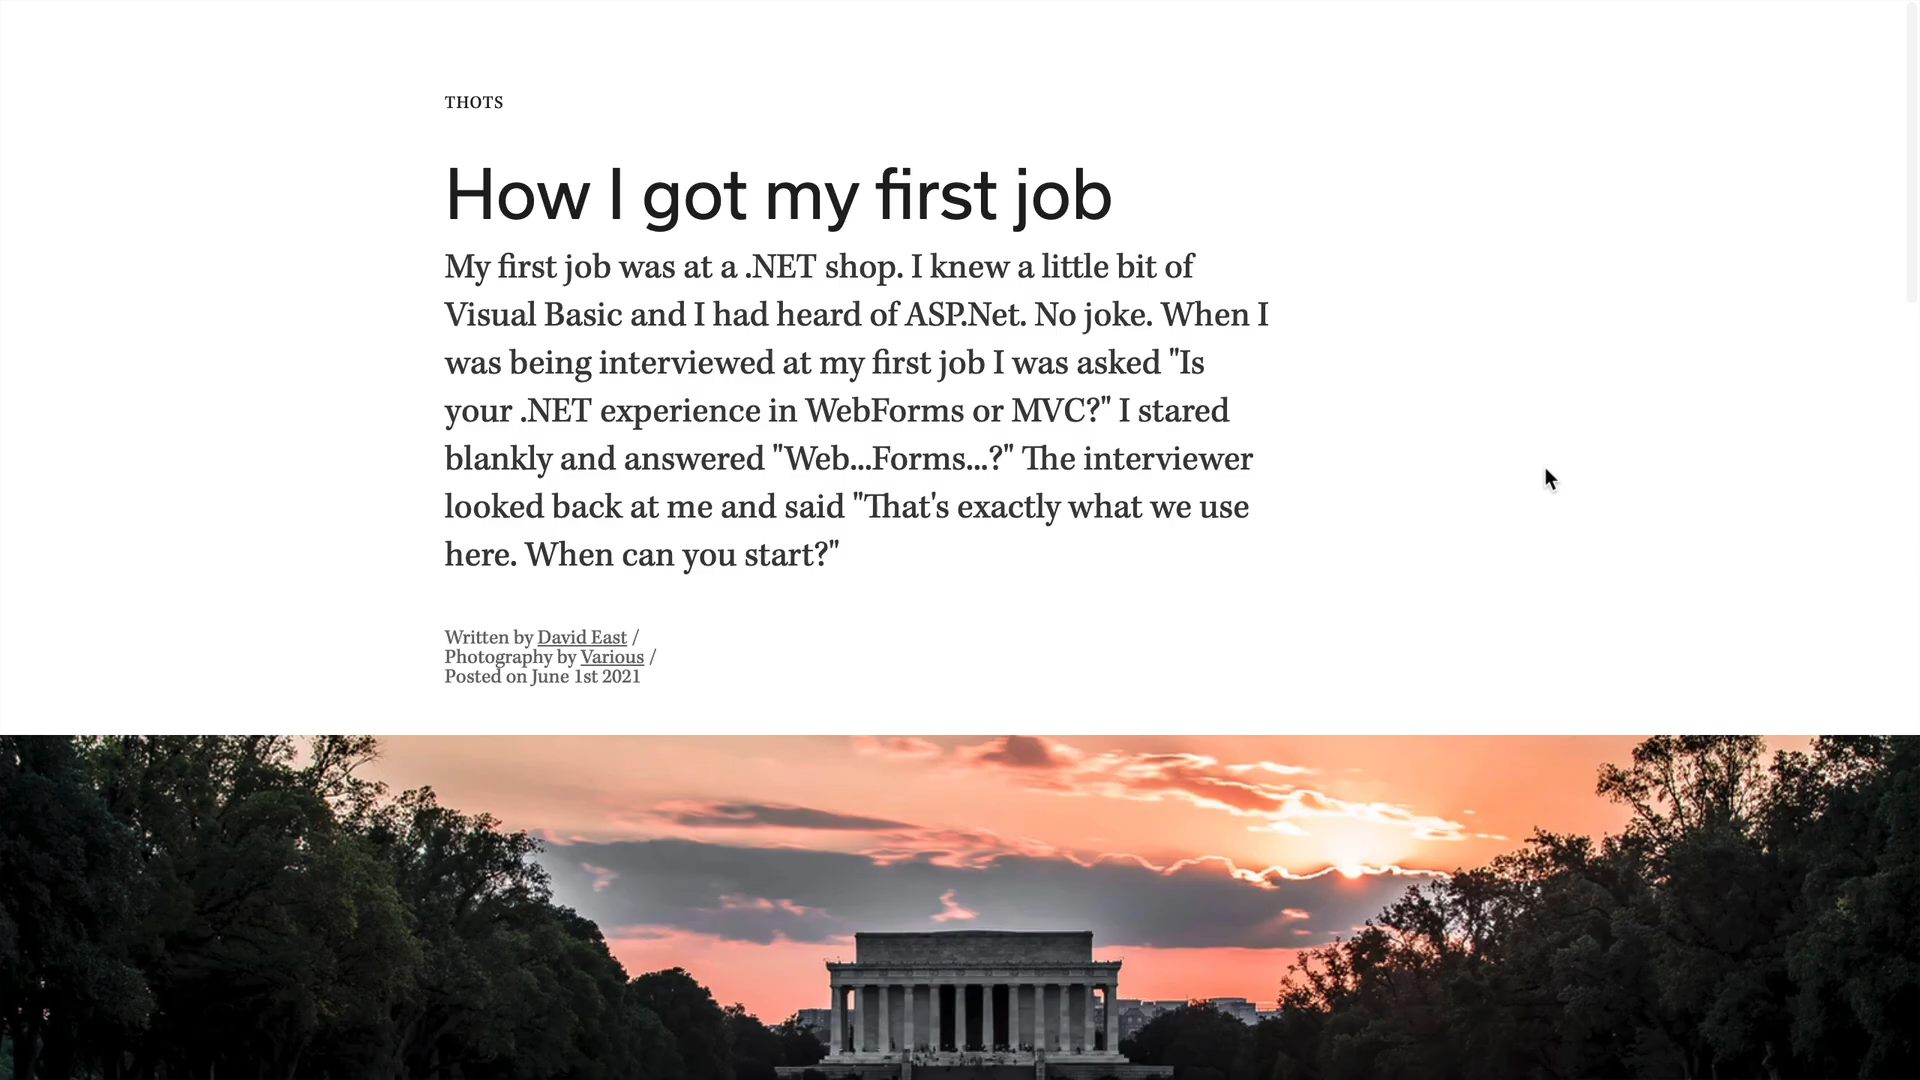 THOTS
How I got my first job
My first job was at a .NET shop. I knew a little bit of
Visual Basic and I had heard of ASP.Net. No joke. When I
was being interviewed at my first job I was asked "Is
your .NET experience in WebForms or MVC?" I stared
blankly and answered "Web...Forms...?" The interviewer
looked back at me and said "That's exactly what we use
here. When can you start?"
Written by David East /
Photography by Various /
Posted on June 1st 2021